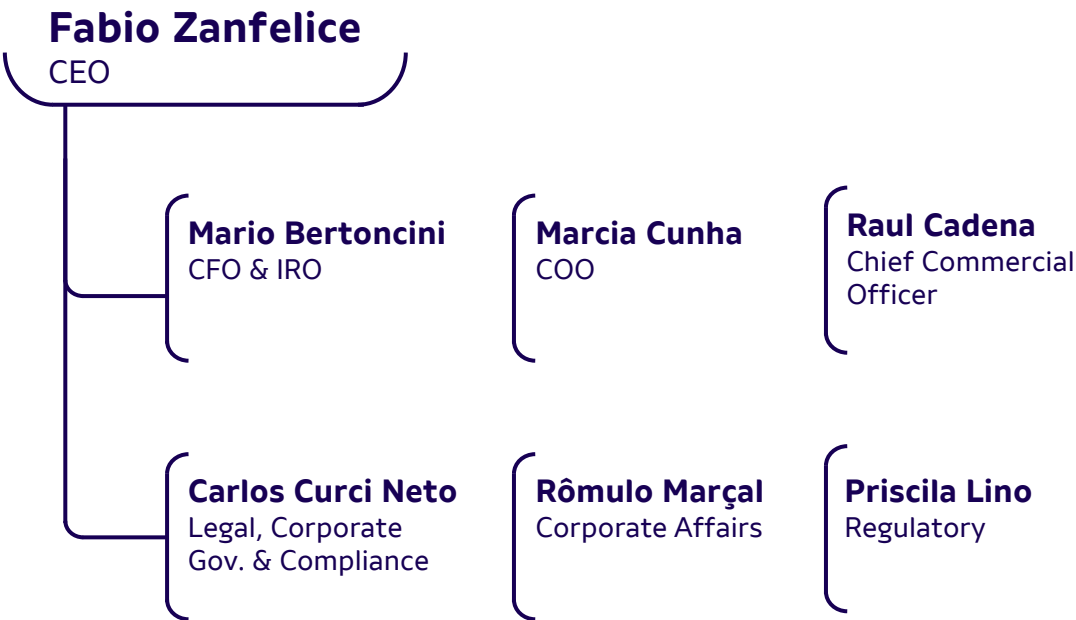 Fabio Zanfelice
CEO
Mario Bertoncini
CFO & IRO
Marcia Cunha
COO
Raul Cadena
Chief Commercial
Officer
Carlos Curci Neto
Legal, Corporate
Gov. & Compliance
Rômulo Marçal
Corporate Affairs
Priscila Lino
Regulatory